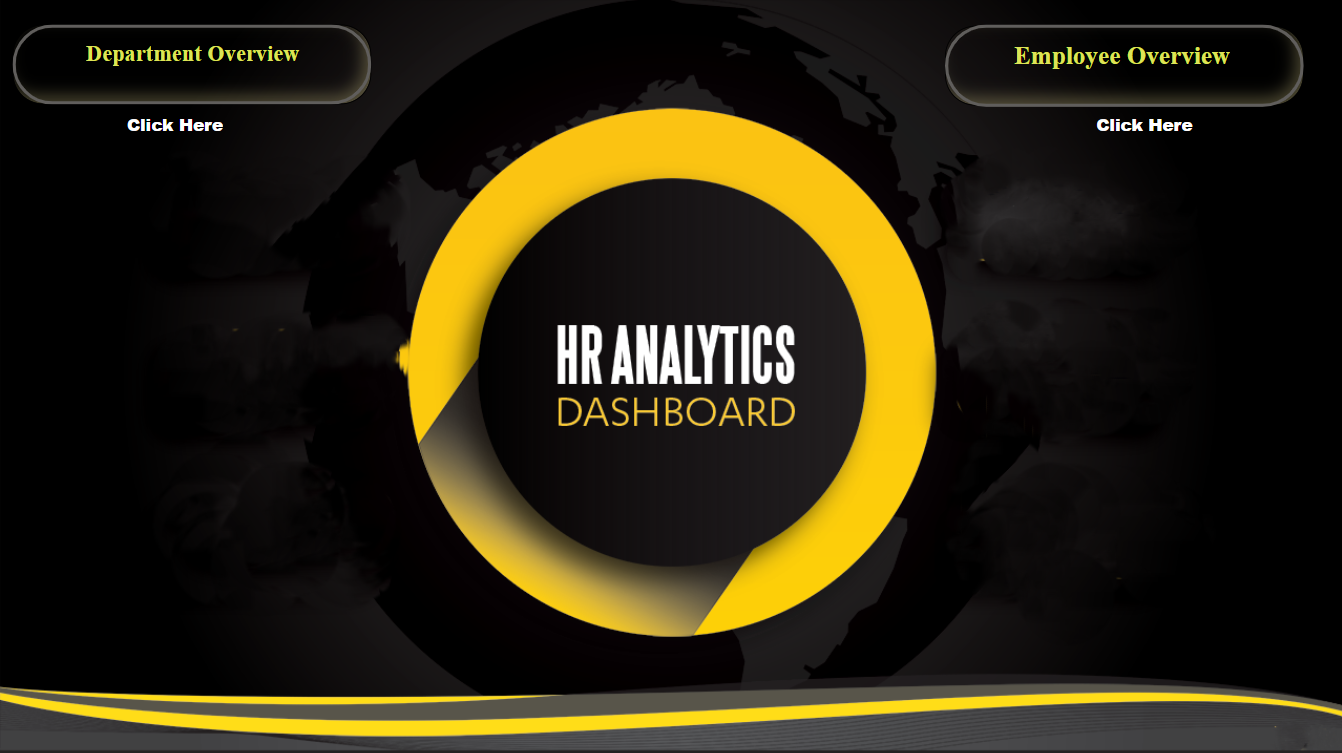 Department Overview
Click Here
Employee Overview
Click Here
HR ANALYTICS
DASHBOARD